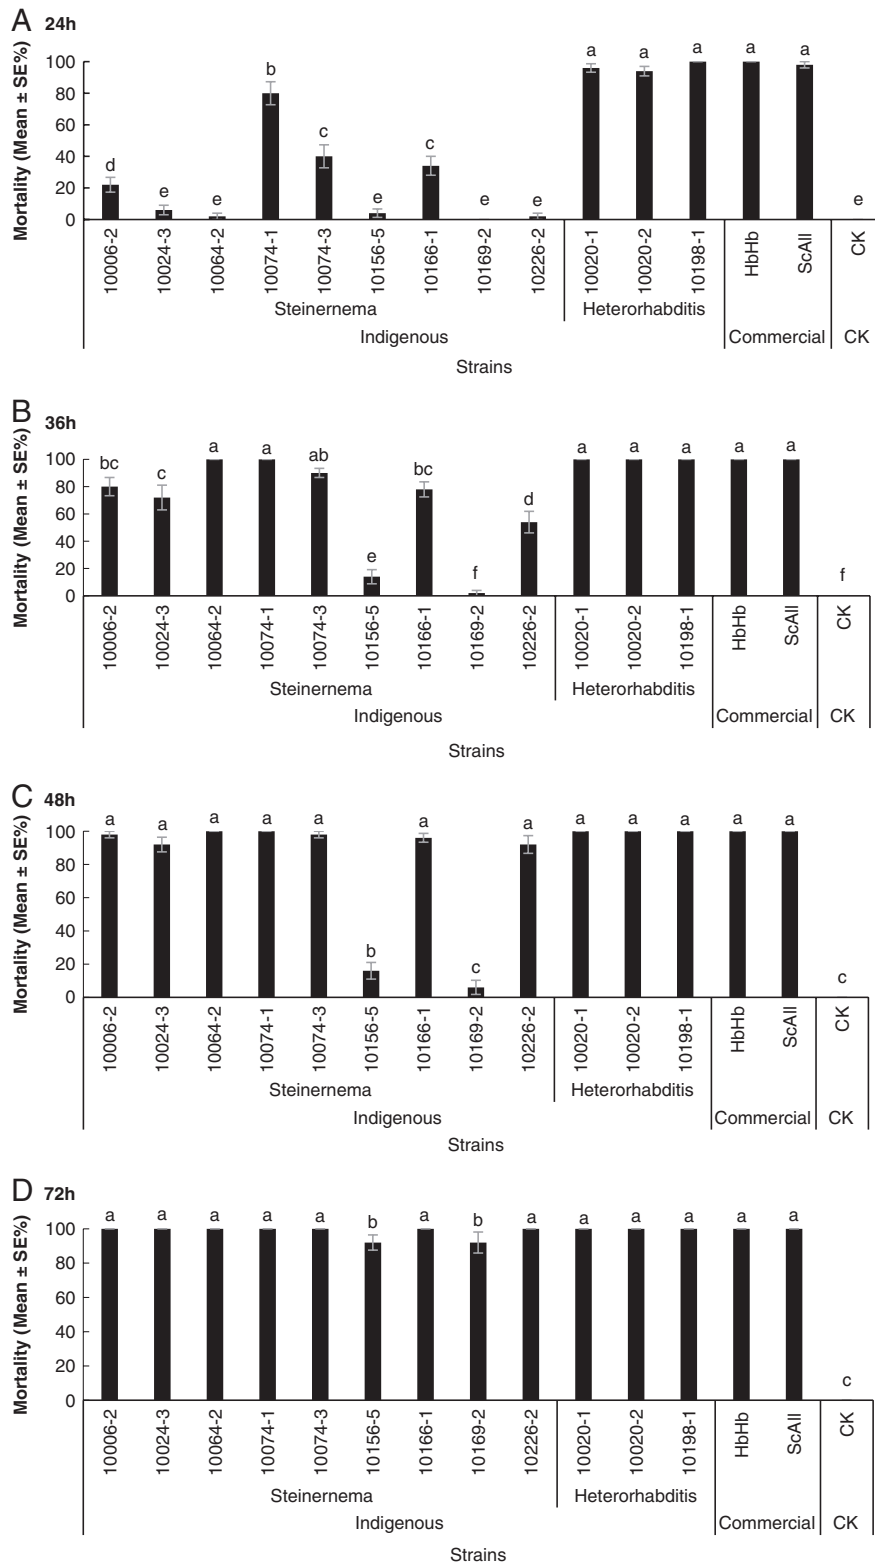 A 24h
Mortality (Mean ± SE%)
100
80
60
40
20
0
d e e b c e c e e a a a a a e
10006-2 10024-3 10064-2 10074-1 10074-3 10156-5 10166-1 10169-2 10226-2 10020-1 10020-2 10198-1 HbHb ScAll CK
Steinernema Heterorhabditis
Indigenous Commercial CK
Strains
B 36h
Mortality (Mean ± SE%)
100
80
60
40
20
0
bc c a a ab e bc f d a a a a a f
10006-2 10024-3 10064-2 10074-1 10074-3 10156-5 10166-1 10169-2 10226-2 10020-1 10020-2 10198-1 HbHb ScAll CK
Steinernema Heterorhabditis
Indigenous Commercial CK
Strains
C 48h
Mortality (Mean ± SE%)
100
80
60
40
20
0
a a a a a b a c a a a a a a c
10006-2 10024-3 10064-2 10074-1 10074-3 10156-5 10166-1 10169-2 10226-2 10020-1 10020-2 10198-1 HbHb ScAll CK
Steinernema Heterorhabditis
Indigenous Commercial CK
Strains
D 72h
Mortality (Mean ± SE%)
100
80
60
40
20
0
a a a a a b a b a a a a a a c
10006-2 10024-3 10064-2 10074-1 10074-3 10156-5 10166-1 10169-2 10226-2 10020-1 10020-2 10198-1 HbHb ScAll CK
Steinernema Heterorhabditis
Indigenous Commercial CK
Strains